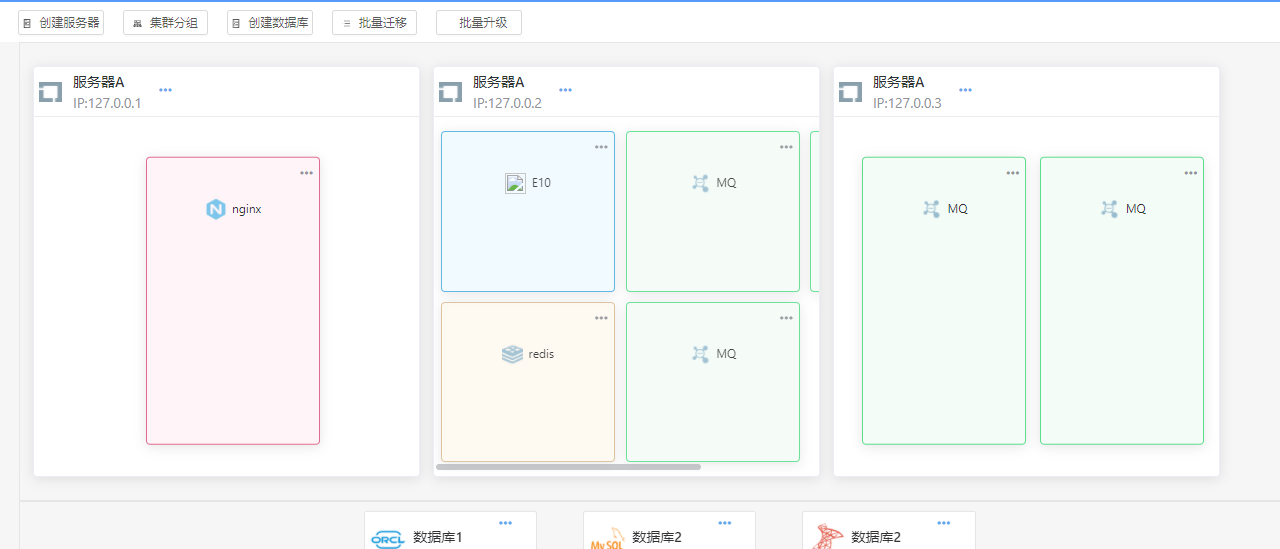 创建服务器
集群分组
创建数据库
批量迁移
批量升级
服务器A
IP:127.0.0.1
服务器A
IP:127.0.0.2
服务器A
IP:127.0.0.3
nginx
E10
MQ
redis
MQ
MQ
MQ
ORCL
数据库1
MySQL
数据库2
数据库2